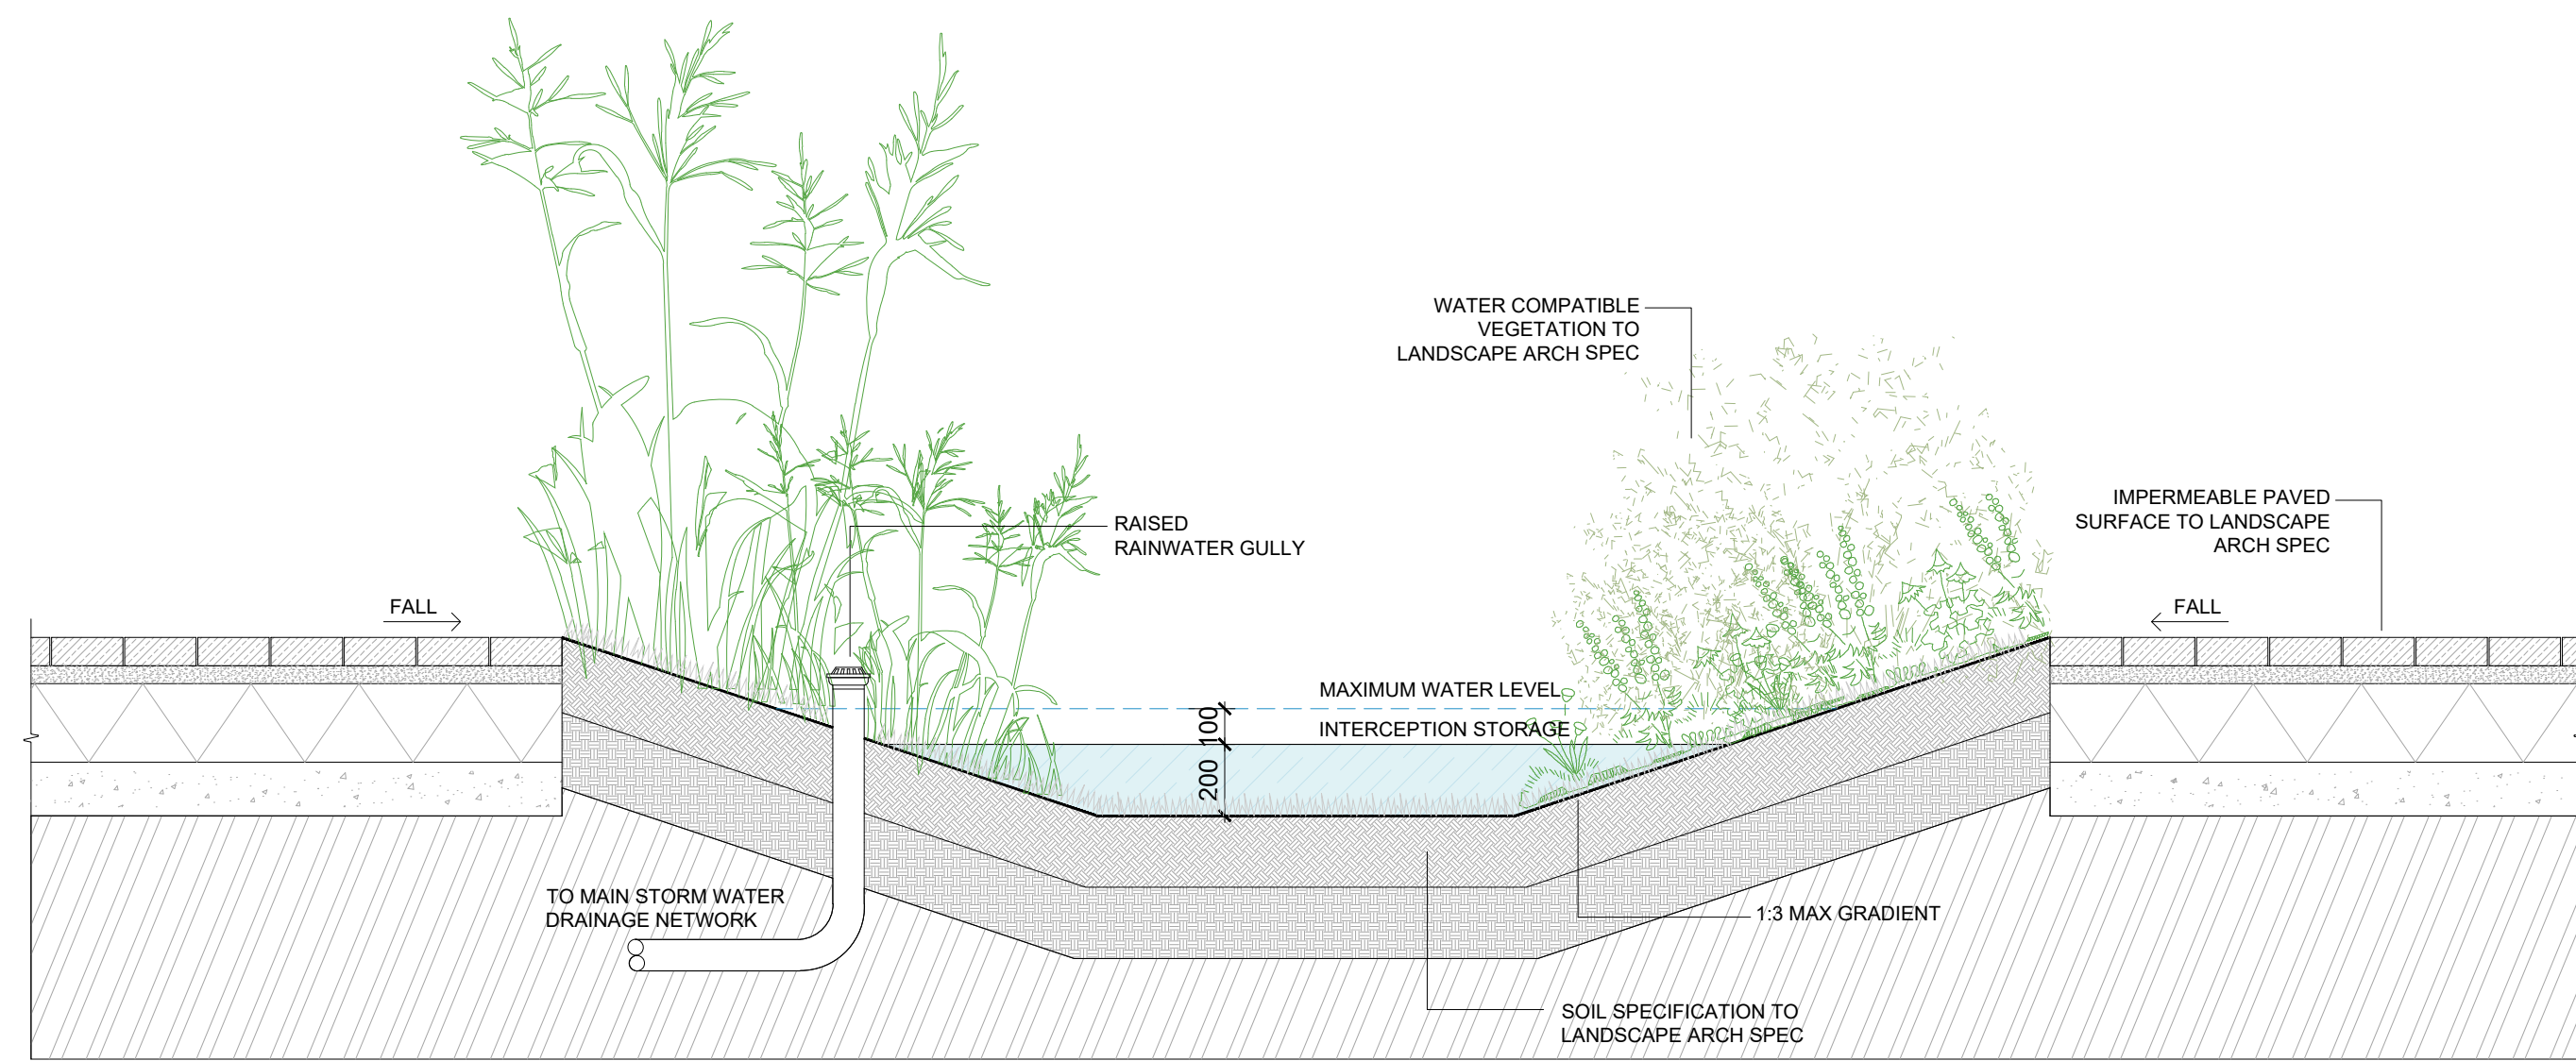 WATER COMPATIBLE
VEGETATION TO
LANDSCAPE ARCH SPEC
IMPERMEABLE PAVED
SURFACE TO LANDSCAPE
ARCH SPEC
RAISED
RAINWATER GULLY
FALL
FALL
MAXIMUM WATER LEVEL
100
INTERCEPTION STORAGE
200
TO MAIN STORM WATER
DRAINAGE NETWORK
1:3 MAX GRADIENT
SOIL SPECIFICATION TO
LANDSCAPE ARCH SPEC